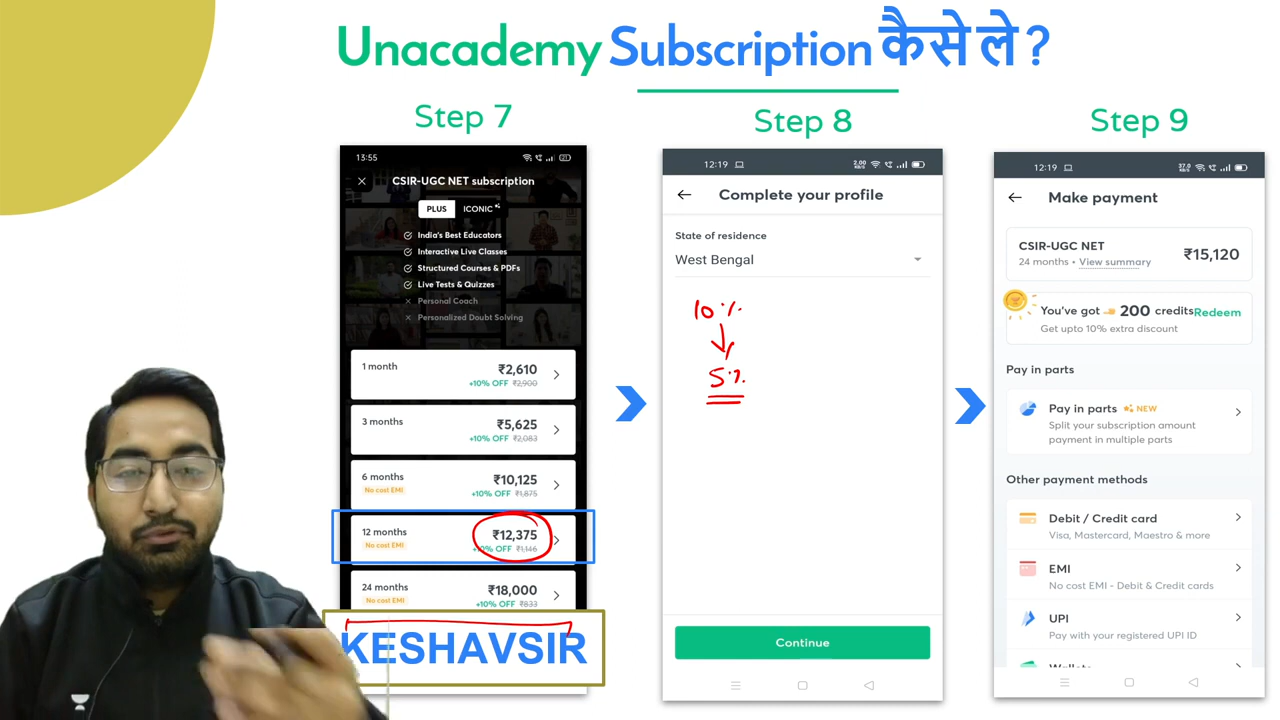 Unacademy Subscription कैसे ले ?
Step 7
13:55
CSIR-UGC NET subscription
PLUS ICONIC
India's Best Educators
Interactive Live Classes
Structured Courses & PDFs
Live Tests & Quizzes
Personal Coach
Personalized Doubt Solving
1 month
₹2,610
+10% OFF ₹2,900
3 months
₹5,625
+10% OFF ₹2,083
6 months
No cost EMI
₹10,125
+10% OFF ₹1,875
12 months
No cost EMI
₹12,375
+10% OFF ₹1,146
24 months
No cost EMI
₹18,000
+10% OFF ₹833
KESHAVSIR
Step 8
12:19
2.00
KB/S
Complete your profile
State of residence
West Bengal
10%
5%
Continue
Step 9
12:19
37.0
KB/S
Make payment
CSIR-UGC NET
24 months • View summary
₹15,120
You've got 200 credits Redeem
Get upto 10% extra discount
Pay in parts
Pay in parts NEW
Split your subscription amount
payment in multiple parts
Other payment methods
Debit / Credit card
Visa, Mastercard, Maestro & more
EMI
No cost EMI - Debit & Credit cards
UPI
Pay with your registered UPI ID
Wallets